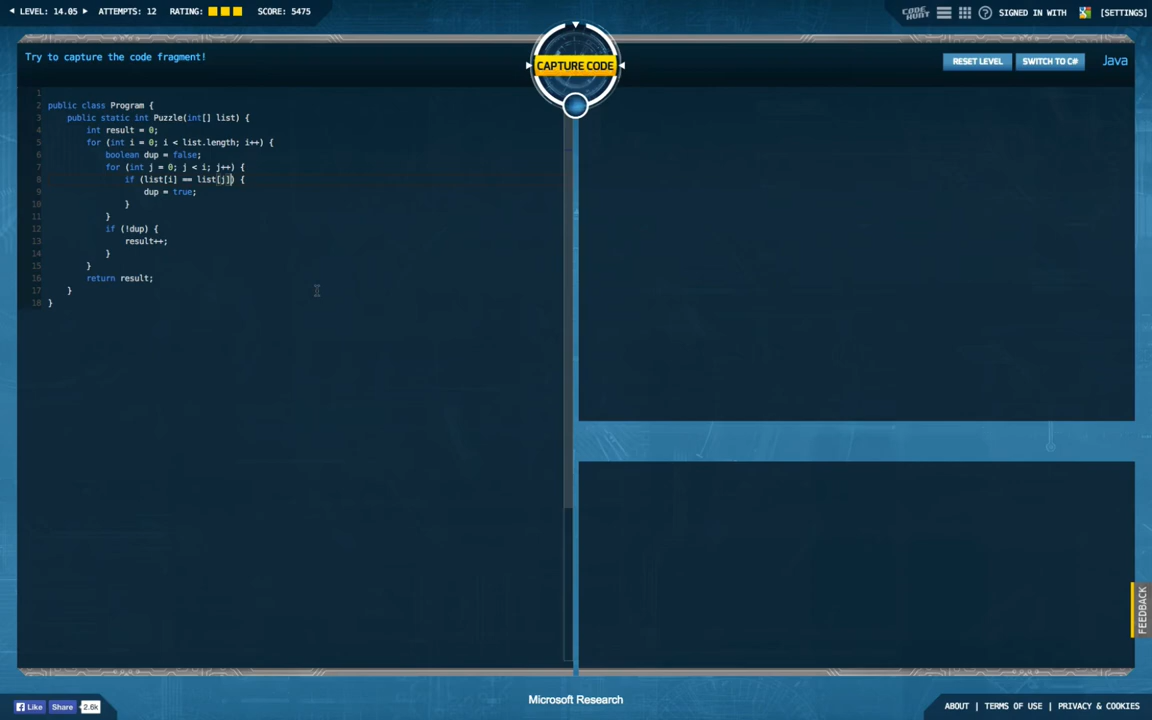 LEVEL: 14.05 ATTEMPTS: 12 RATING: SCORE: 5475
CODE HUNT SIGNED IN WITH [SETTINGS]
Try to capture the code fragment!
CAPTURE CODE
RESET LEVEL SWITCH TO C# Java
1
2 public class Program {
3 public static int Puzzle(int[] list) {
4 int result = 0;
5 for (int i = 0; i < list.length; i++) {
6 boolean dup = false;
7 for (int j = 0; j < i; j++) {
8 if (list[i] == list[j]) {
9 dup = true;
10 }
11 }
12 if (!dup) {
13 result++;
14 }
15 }
16 return result;
17 }
18 }
FEEDBACK
Like Share 2.6k
Microsoft Research
ABOUT | TERMS OF USE | PRIVACY & COOKIES